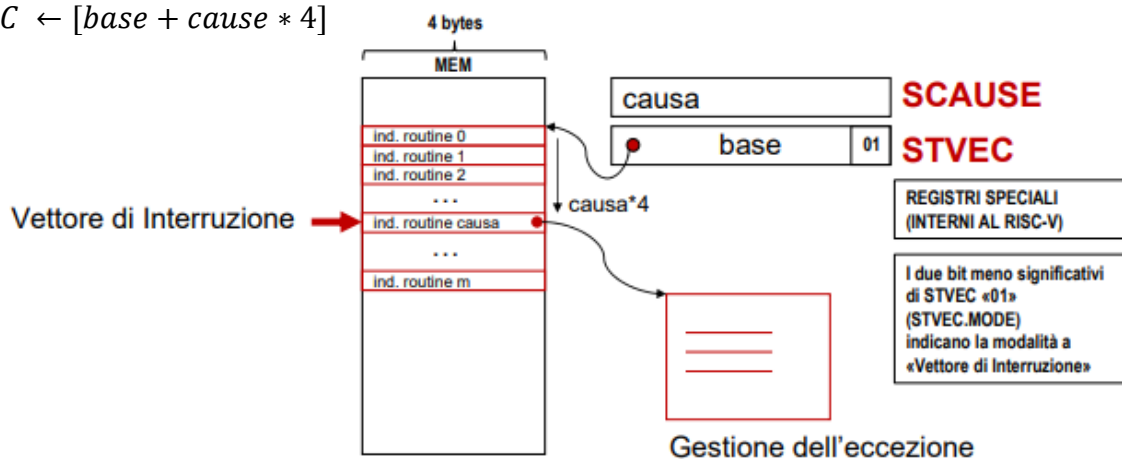 C ← [base + cause ∗ 4]
4 bytes
MEM
causa
SCAUSE
base
01
STVEC
ind. routine 0
ind. routine 1
ind. routine 2
...
causa*4
Vettore di Interruzione
ind. routine causa
...
ind. routine m
REGISTRI SPECIALI
(INTERNI AL RISC-V)
I due bit meno significativi
di STVEC «01»
(STVEC.MODE)
indicano la modalità a
«Vettore di Interruzione»
Gestione dell'eccezione